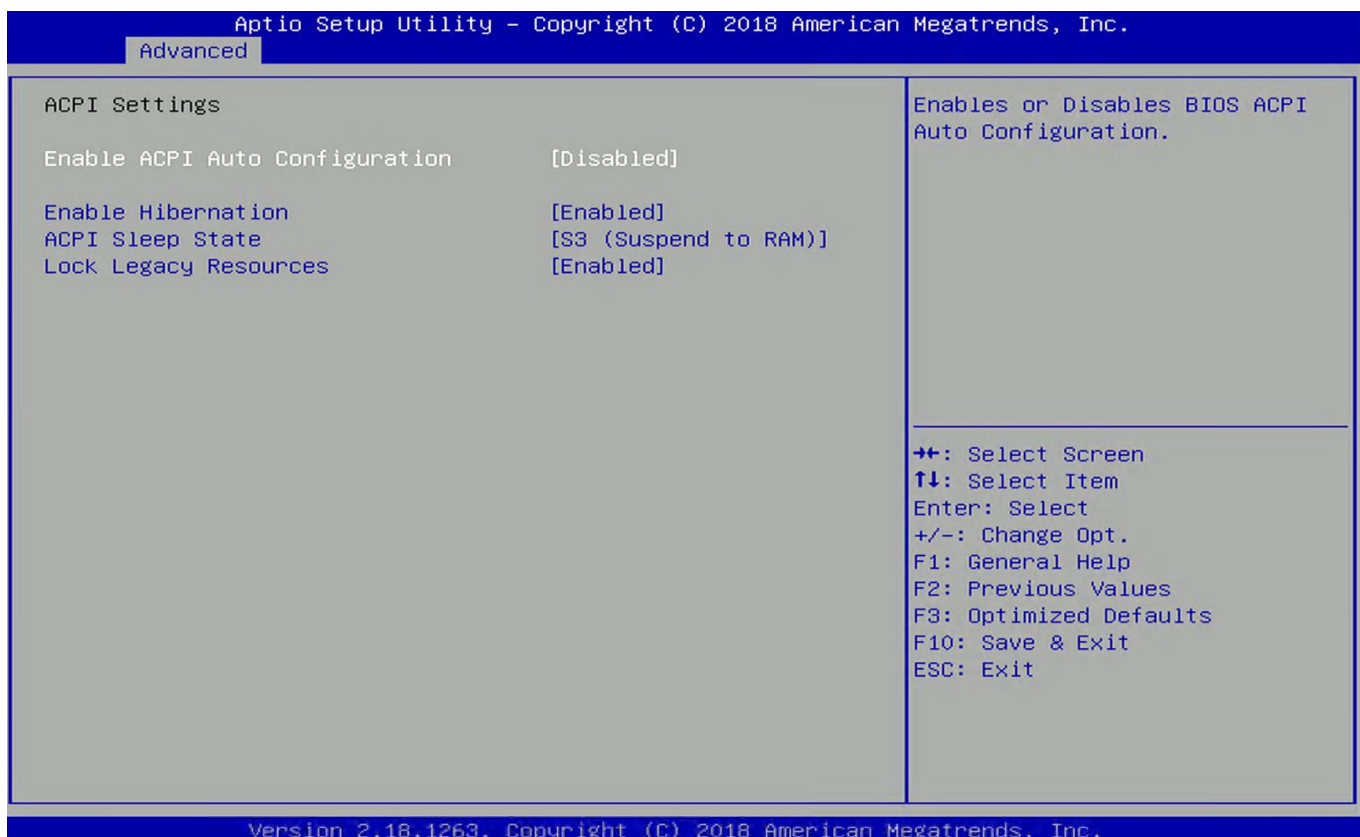 Aptio Setup Utility – Copyright (C) 2018 American Megatrends, Inc.
Advanced
ACPI Settings
Enable ACPI Auto Configuration [Disabled]
Enable Hibernation [Enabled]
ACPI Sleep State [S3 (Suspend to RAM)]
Lock Legacy Resources [Enabled]
Enables or Disables BIOS ACPI
Auto Configuration.
→←: Select Screen
↑↓: Select Item
Enter: Select
+/-: Change Opt.
F1: General Help
F2: Previous Values
F3: Optimized Defaults
F10: Save & Exit
ESC: Exit
Version 2.18.1263. Copyright (C) 2018 American Megatrends, Inc.